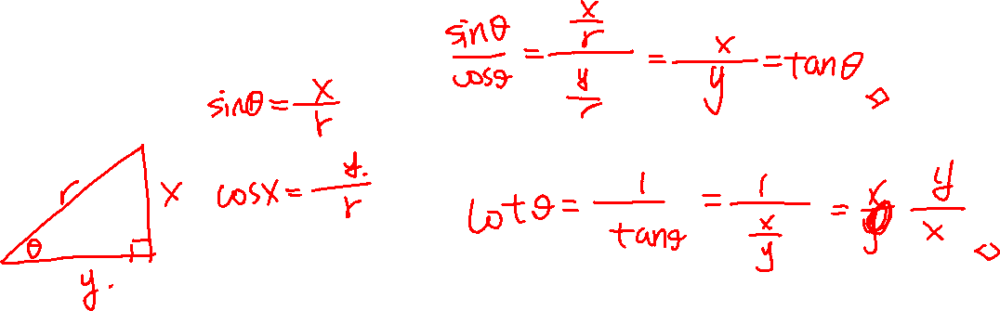 r
θ
x
y.
sinθ = x/r
cosx = y./r
sinθ/cosθ = (x/r)/(y/r) = x/y = tanθ ◇
cotθ = 1/tanθ = 1/(x/y) = y/x ◇